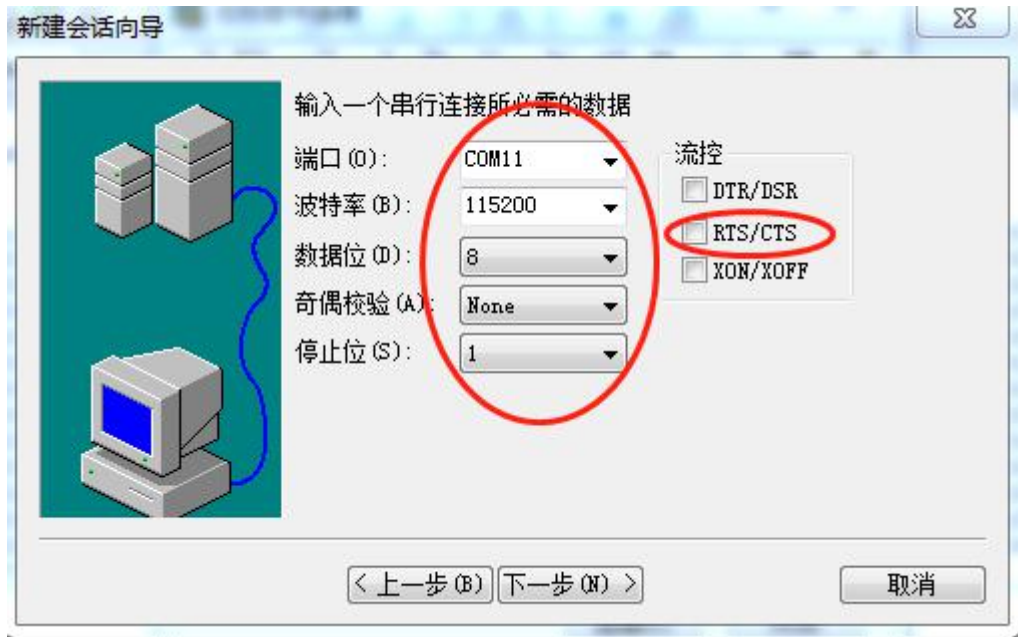 新建会话向导
输入一个串行连接所必需的数据
端口(O): COM11
波特率(B): 115200
数据位(D): 8
奇偶校验(A): None
停止位(S): 1
流控
DTR/DSR
RTS/CTS
XON/XOFF
< 上一步(B) 下一步(N) > 取消